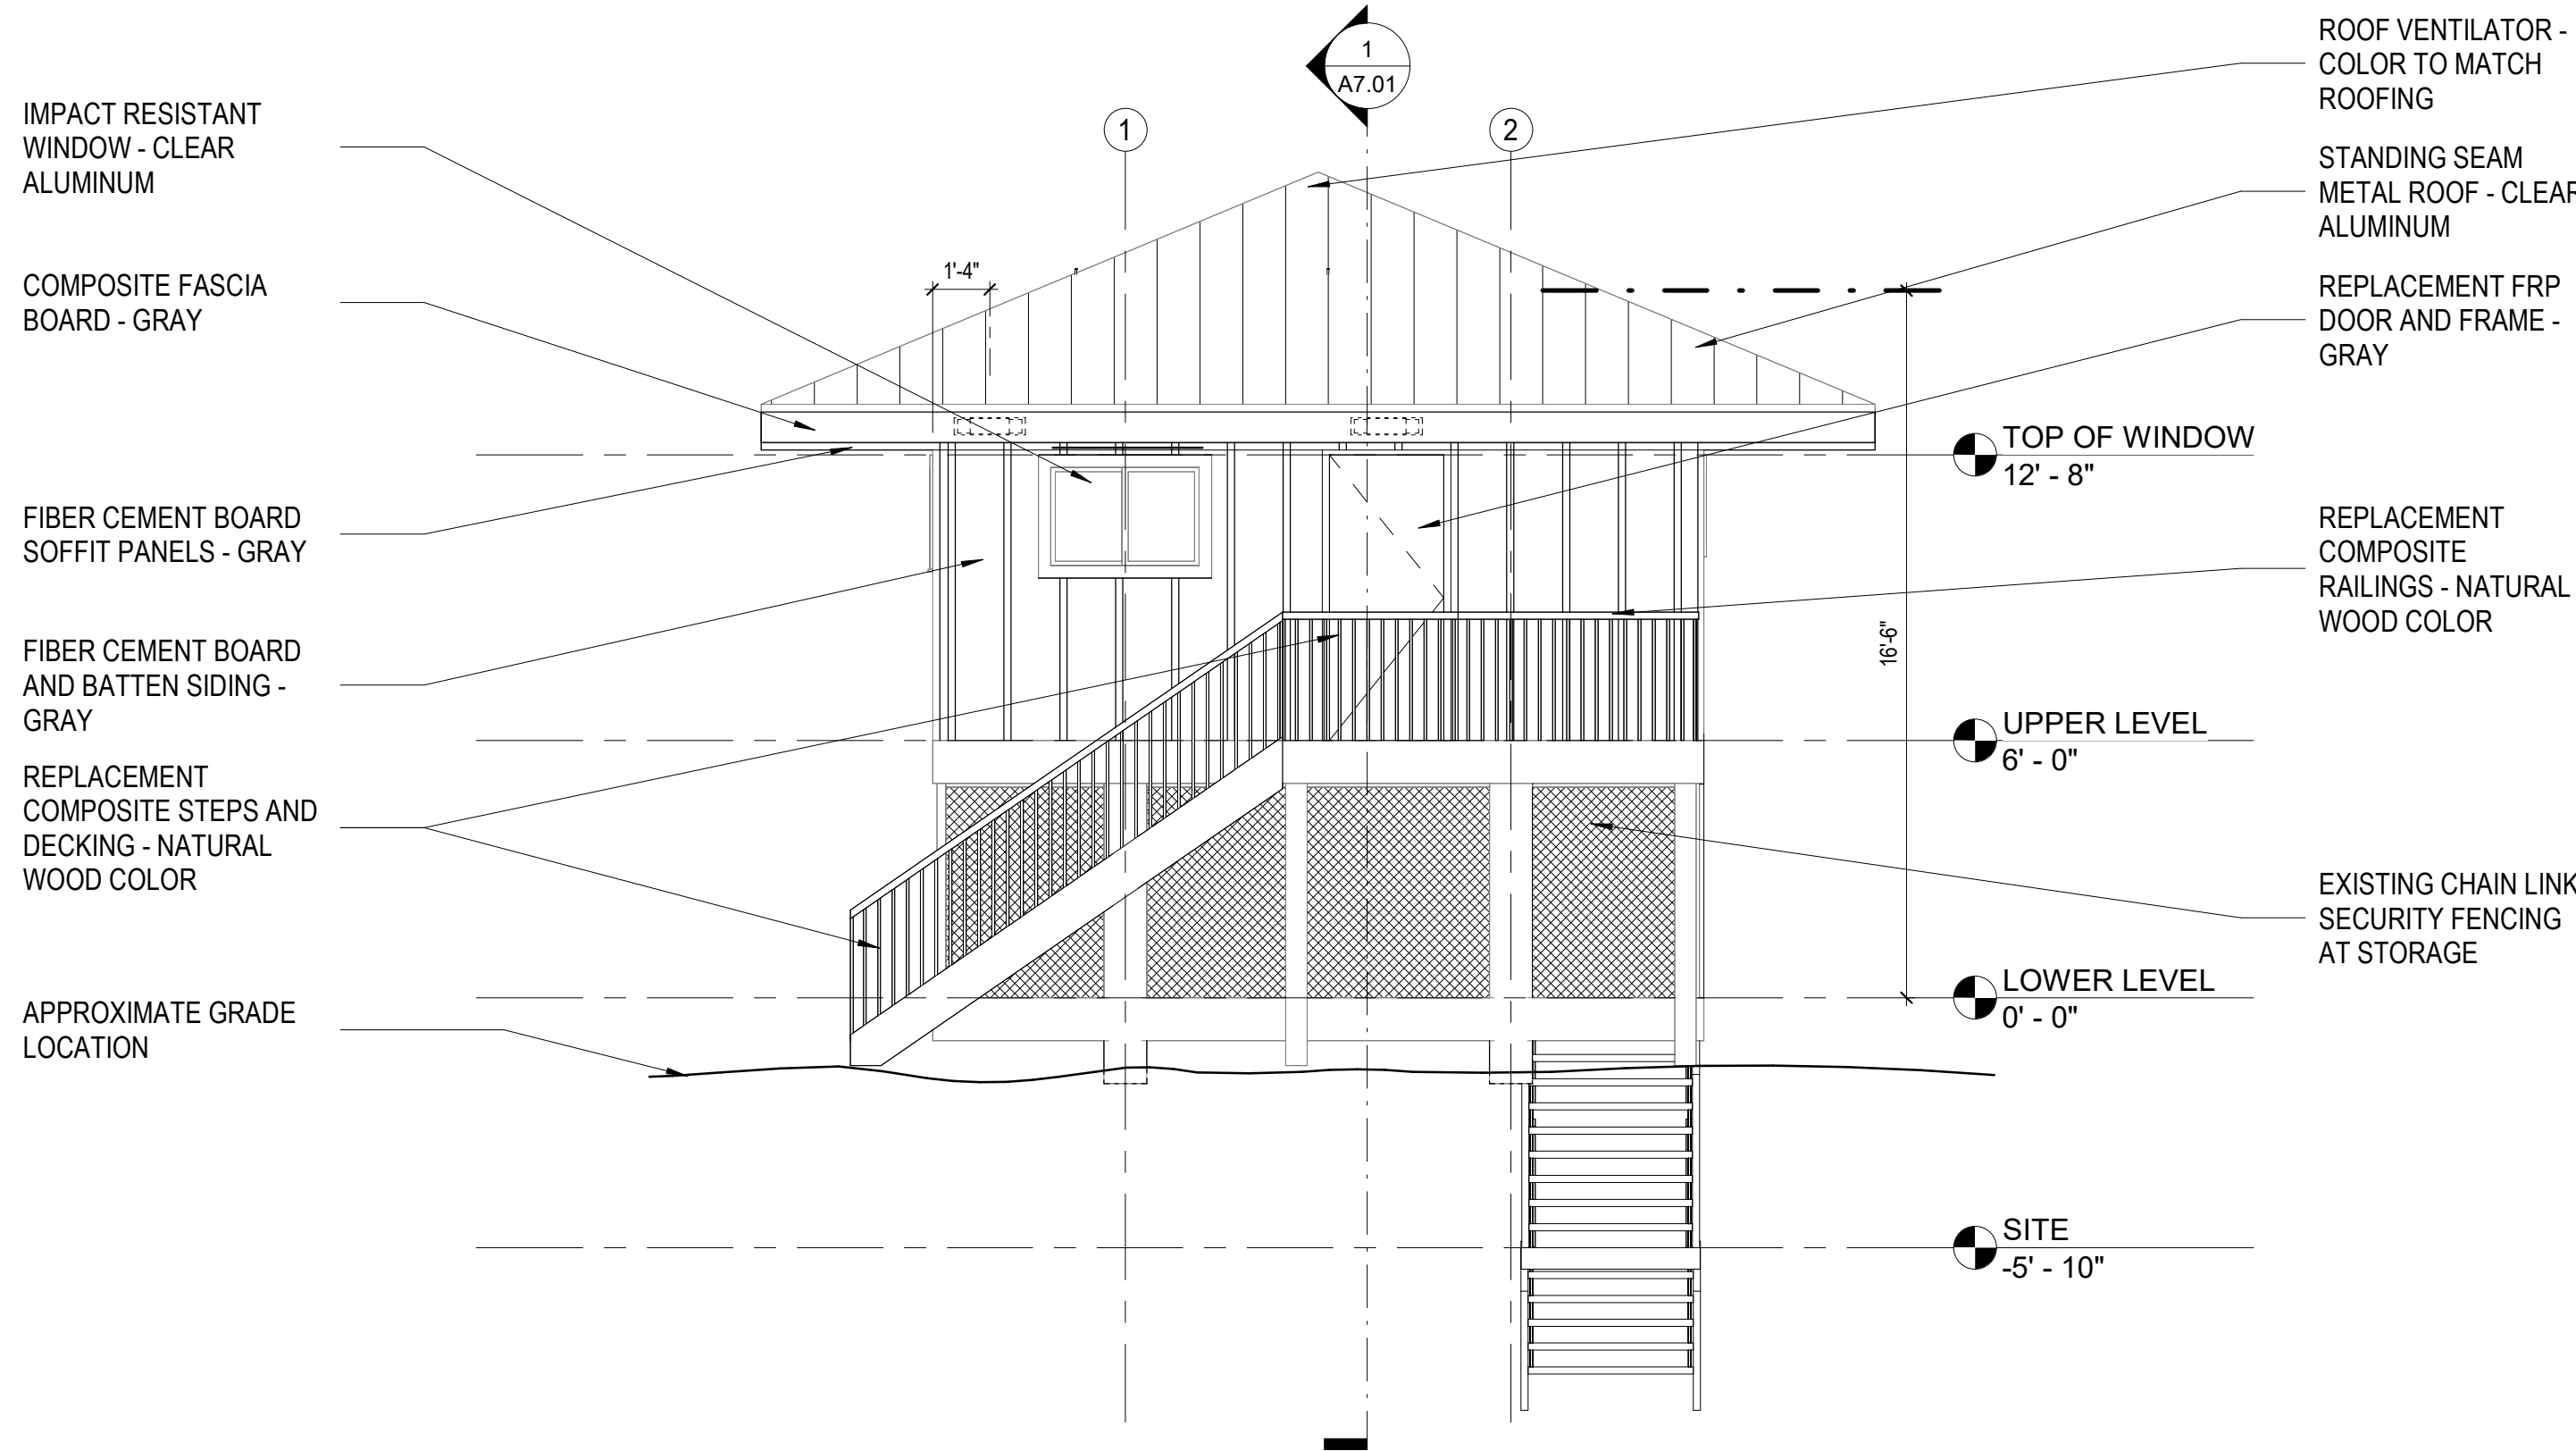 IMPACT RESISTANT
WINDOW - CLEAR
ALUMINUM
COMPOSITE FASCIA
BOARD - GRAY
FIBER CEMENT BOARD
SOFFIT PANELS - GRAY
FIBER CEMENT BOARD
AND BATTEN SIDING -
GRAY
REPLACEMENT
COMPOSITE STEPS AND
DECKING - NATURAL
WOOD COLOR
APPROXIMATE GRADE
LOCATION
1
A7.01
1
2
1'-4"
16'-6"
ROOF VENTILATOR -
COLOR TO MATCH
ROOFING
STANDING SEAM
METAL ROOF - CLEAR
ALUMINUM
REPLACEMENT FRP
DOOR AND FRAME -
GRAY
TOP OF WINDOW
12' - 8"
REPLACEMENT
COMPOSITE
RAILINGS - NATURAL
WOOD COLOR
UPPER LEVEL
6' - 0"
EXISTING CHAIN LINK
SECURITY FENCING
AT STORAGE
LOWER LEVEL
0' - 0"
SITE
-5' - 10"